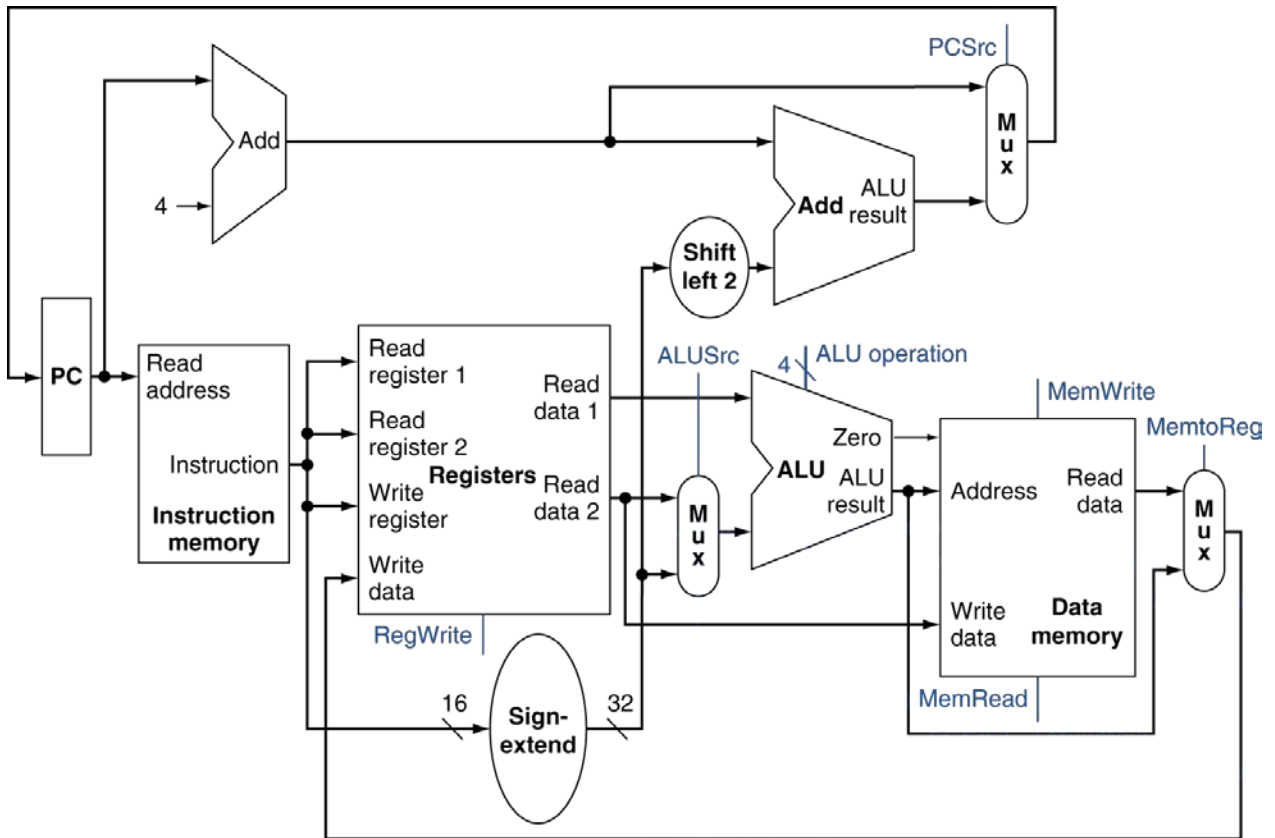 PCSrc
Add
4
M
u
x
Add
ALU
result
Shift
left 2
PC
Read
address
Instruction
Instruction
memory
Read
register 1
Read
register 2
Write
register
Write
data
Registers
Read
data 1
Read
data 2
RegWrite
16
Sign-
extend
32
ALUSrc
M
u
x
4
ALU operation
Zero
ALU
ALU
result
MemWrite
Address
Read
data
Write
data
Data
memory
MemRead
MemtoReg
M
u
x